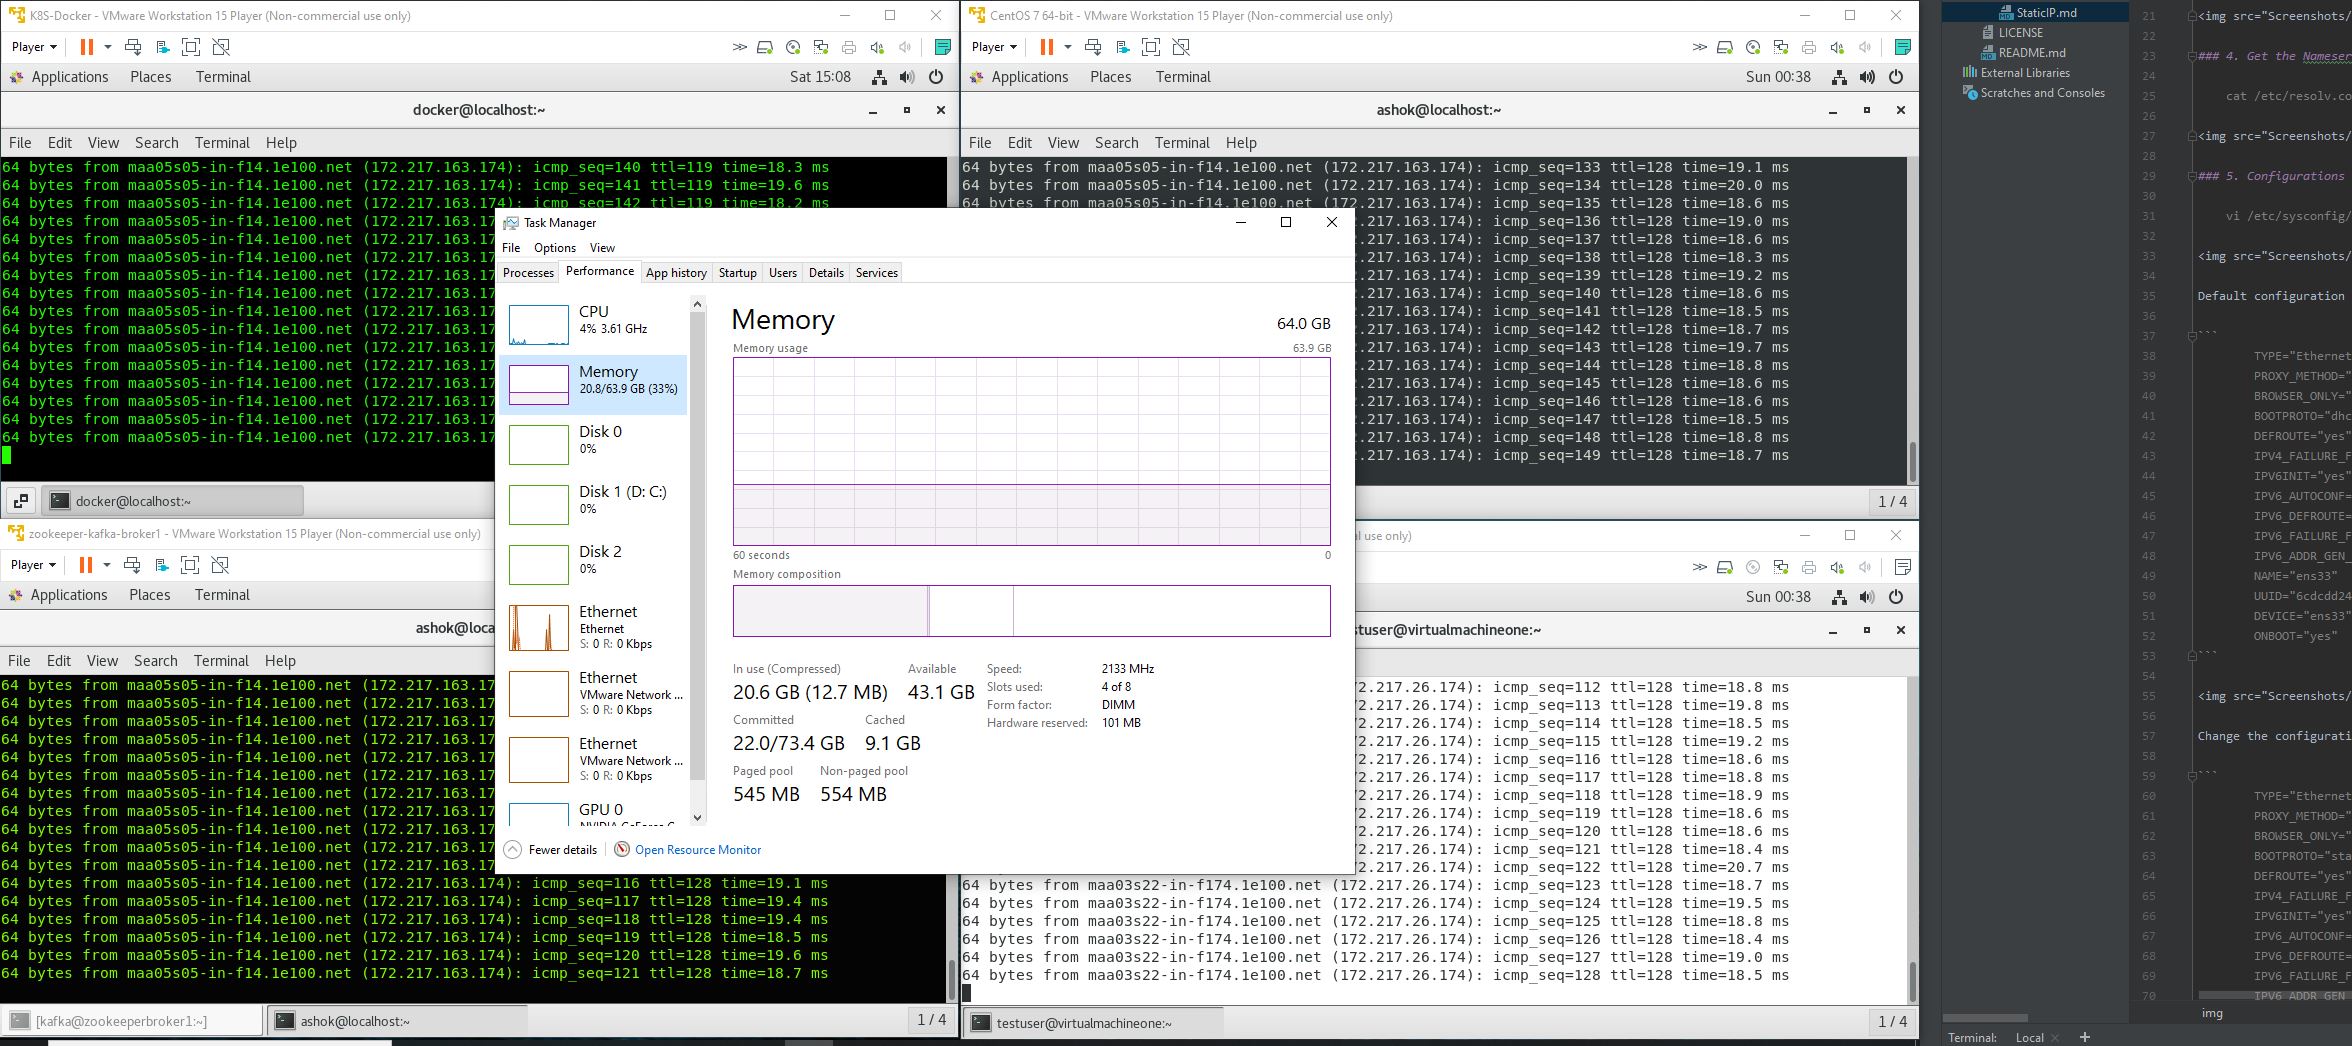 K8S-Docker - VMware Workstation 15 Player (Non-commercial use only)
Player
Applications Places Terminal Sat 15:08
docker@localhost:~
File Edit View Search Terminal Help
64 bytes from maa05s05-in-f14.1e100.net (172.217.163.174): icmp_seq=140 ttl=119 time=18.3 ms
64 bytes from maa05s05-in-f14.1e100.net (172.217.163.174): icmp_seq=141 ttl=119 time=19.6 ms
64 bytes from maa05s05-in-f14.1e100.net (172.217.163.174): icmp_seq=142 ttl=119 time=18.2 ms
64 bytes from maa05s05-in-f14.1e100.net (172.217.163.17
64 bytes from maa05s05-in-f14.1e100.net (172.217.163.17
64 bytes from maa05s05-in-f14.1e100.net (172.217.163.17
64 bytes from maa05s05-in-f14.1e100.net (172.217.163.17
64 bytes from maa05s05-in-f14.1e100.net (172.217.163.17
64 bytes from maa05s05-in-f14.1e100.net (172.217.163.17
64 bytes from maa05s05-in-f14.1e100.net (172.217.163.17
64 bytes from maa05s05-in-f14.1e100.net (172.217.163.17
64 bytes from maa05s05-in-f14.1e100.net (172.217.163.17
64 bytes from maa05s05-in-f14.1e100.net (172.217.163.17
64 bytes from maa05s05-in-f14.1e100.net (172.217.163.17
64 bytes from maa05s05-in-f14.1e100.net (172.217.163.17
64 bytes from maa05s05-in-f14.1e100.net (172.217.163.17
docker@localhost:~
CentOS 7 64-bit - VMware Workstation 15 Player (Non-commercial use only)
Player
Applications Places Terminal Sun 00:38
ashok@localhost:~
File Edit View Search Terminal Help
64 bytes from maa05s05-in-f14.1e100.net (172.217.163.174): icmp_seq=133 ttl=128 time=19.1 ms
64 bytes from maa05s05-in-f14.1e100.net (172.217.163.174): icmp_seq=134 ttl=128 time=20.0 ms
64 bytes from maa05s05-in-f14.1e100.net (172.217.163.174): icmp_seq=135 ttl=128 time=18.6 ms
2.217.163.174): icmp_seq=136 ttl=128 time=19.0 ms
2.217.163.174): icmp_seq=137 ttl=128 time=18.6 ms
2.217.163.174): icmp_seq=138 ttl=128 time=18.3 ms
2.217.163.174): icmp_seq=139 ttl=128 time=19.2 ms
2.217.163.174): icmp_seq=140 ttl=128 time=18.6 ms
2.217.163.174): icmp_seq=141 ttl=128 time=18.5 ms
2.217.163.174): icmp_seq=142 ttl=128 time=18.7 ms
2.217.163.174): icmp_seq=143 ttl=128 time=19.7 ms
2.217.163.174): icmp_seq=144 ttl=128 time=18.8 ms
2.217.163.174): icmp_seq=145 ttl=128 time=18.6 ms
2.217.163.174): icmp_seq=146 ttl=128 time=18.6 ms
2.217.163.174): icmp_seq=147 ttl=128 time=18.5 ms
2.217.163.174): icmp_seq=148 ttl=128 time=18.8 ms
2.217.163.174): icmp_seq=149 ttl=128 time=18.7 ms
1 / 4
Task Manager
File Options View
Processes Performance App history Startup Users Details Services
CPU
4% 3.61 GHz
Memory
20.8/63.9 GB (33%)
Disk 0
0%
Disk 1 (D: C:)
0%
Disk 2
0%
Ethernet
Ethernet
S: 0 R: 0 Kbps
Ethernet
VMware Network ...
S: 0 R: 0 Kbps
Ethernet
VMware Network ...
S: 0 R: 0 Kbps
GPU 0
Memory 64.0 GB
Memory usage 63.9 GB
60 seconds 0
Memory composition
In use (Compressed) Available
20.6 GB (12.7 MB) 43.1 GB
Committed Cached
22.0/73.4 GB 9.1 GB
Paged pool Non-paged pool
545 MB 554 MB
Speed: 2133 MHz
Slots used: 4 of 8
Form factor: DIMM
Hardware reserved: 101 MB
Fewer details Open Resource Monitor
zookeeper-kafka-broker1 - VMware Workstation 15 Player (Non-commercial use only)
Player
Applications Places Terminal
ashok@loca
File Edit View Search Terminal Help
64 bytes from maa05s05-in-f14.1e100.net (172.217.163.17
64 bytes from maa05s05-in-f14.1e100.net (172.217.163.17
64 bytes from maa05s05-in-f14.1e100.net (172.217.163.17
64 bytes from maa05s05-in-f14.1e100.net (172.217.163.17
64 bytes from maa05s05-in-f14.1e100.net (172.217.163.17
64 bytes from maa05s05-in-f14.1e100.net (172.217.163.17
64 bytes from maa05s05-in-f14.1e100.net (172.217.163.17
64 bytes from maa05s05-in-f14.1e100.net (172.217.163.17
64 bytes from maa05s05-in-f14.1e100.net (172.217.163.17
64 bytes from maa05s05-in-f14.1e100.net (172.217.163.17
64 bytes from maa05s05-in-f14.1e100.net (172.217.163.17
64 bytes from maa05s05-in-f14.1e100.net (172.217.163.174): icmp_seq=116 ttl=128 time=19.1 ms
64 bytes from maa05s05-in-f14.1e100.net (172.217.163.174): icmp_seq=117 ttl=128 time=19.4 ms
64 bytes from maa05s05-in-f14.1e100.net (172.217.163.174): icmp_seq=118 ttl=128 time=19.4 ms
64 bytes from maa05s05-in-f14.1e100.net (172.217.163.174): icmp_seq=119 ttl=128 time=18.5 ms
64 bytes from maa05s05-in-f14.1e100.net (172.217.163.174): icmp_seq=120 ttl=128 time=19.6 ms
64 bytes from maa05s05-in-f14.1e100.net (172.217.163.174): icmp_seq=121 ttl=128 time=18.7 ms
[kafka@zookeeperbroker1:~] ashok@localhost:~ 1 / 4
al use only)
Sun 00:38
stuser@virtualmachineone:~
72.217.26.174): icmp_seq=112 ttl=128 time=18.8 ms
72.217.26.174): icmp_seq=113 ttl=128 time=19.8 ms
72.217.26.174): icmp_seq=114 ttl=128 time=18.5 ms
72.217.26.174): icmp_seq=115 ttl=128 time=19.2 ms
72.217.26.174): icmp_seq=116 ttl=128 time=18.6 ms
72.217.26.174): icmp_seq=117 ttl=128 time=18.8 ms
72.217.26.174): icmp_seq=118 ttl=128 time=18.9 ms
72.217.26.174): icmp_seq=119 ttl=128 time=18.6 ms
72.217.26.174): icmp_seq=120 ttl=128 time=18.6 ms
72.217.26.174): icmp_seq=121 ttl=128 time=18.4 ms
72.217.26.174): icmp_seq=122 ttl=128 time=20.7 ms
64 bytes from maa03s22-in-f174.1e100.net (172.217.26.174): icmp_seq=123 ttl=128 time=18.7 ms
64 bytes from maa03s22-in-f174.1e100.net (172.217.26.174): icmp_seq=124 ttl=128 time=19.5 ms
64 bytes from maa03s22-in-f174.1e100.net (172.217.26.174): icmp_seq=125 ttl=128 time=18.8 ms
64 bytes from maa03s22-in-f174.1e100.net (172.217.26.174): icmp_seq=126 ttl=128 time=18.4 ms
64 bytes from maa03s22-in-f174.1e100.net (172.217.26.174): icmp_seq=127 ttl=128 time=19.0 ms
64 bytes from maa03s22-in-f174.1e100.net (172.217.26.174): icmp_seq=128 ttl=128 time=18.5 ms
testuser@virtualmachineone:~ 1 / 4
StaticIP.md
LICENSE
README.md
External Libraries
Scratches and Consoles
21 <img src="Screenshots/
22
23 ### 4. Get the Nameser
24
25 cat /etc/resolv.co
26
27 <img src="Screenshots/
28
29 ### 5. Configurations
30
31 vi /etc/sysconfig/
32
33 <img src="Screenshots/
34
35 Default configuration
36
37 ```
38 TYPE="Ethernet
39 PROXY_METHOD="
40 BROWSER_ONLY="
41 BOOTPROTO="dhc
42 DEFROUTE="yes"
43 IPV4_FAILURE_F
44 IPV6INIT="yes"
45 IPV6_AUTOCONF=
46 IPV6_DEFROUTE=
47 IPV6_FAILURE_F
48 IPV6_ADDR_GEN_
49 NAME="ens33"
50 UUID="6cdcdd24
51 DEVICE="ens33"
52 ONBOOT="yes"
53 ```
54
55 <img src="Screenshots/
56
57 Change the configurati
58
59 ```
60 TYPE="Ethernet
61 PROXY_METHOD="
62 BROWSER_ONLY="
63 BOOTPROTO="sta
64 DEFROUTE="yes"
65 IPV4_FAILURE_F
66 IPV6INIT="yes"
67 IPV6_AUTOCONF=
68 IPV6_DEFROUTE=
69 IPV6_FAILURE_F
70 IPV6_ADDR_GEN_
img
Terminal: Local +